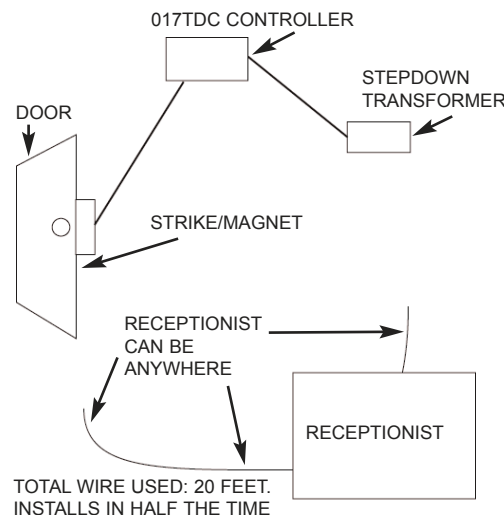 017TDC CONTROLLER
STEPDOWN
TRANSFORMER
DOOR
STRIKE/MAGNET
RECEPTIONIST
CAN BE
ANYWHERE
RECEPTIONIST
TOTAL WIRE USED: 20 FEET.
INSTALLS IN HALF THE TIME